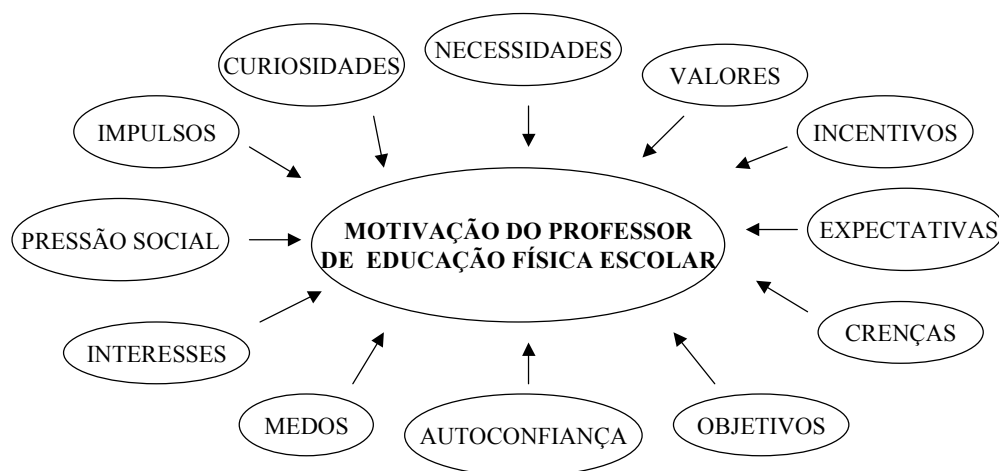 NECESSIDADES
CURIOSIDADES
VALORES
IMPULSOS
INCENTIVOS
PRESSÃO SOCIAL
MOTIVAÇÃO DO PROFESSOR
DE EDUCAÇÃO FÍSICA ESCOLAR
EXPECTATIVAS
INTERESSES
CRENÇAS
MEDOS
AUTOCONFIANÇA
OBJETIVOS